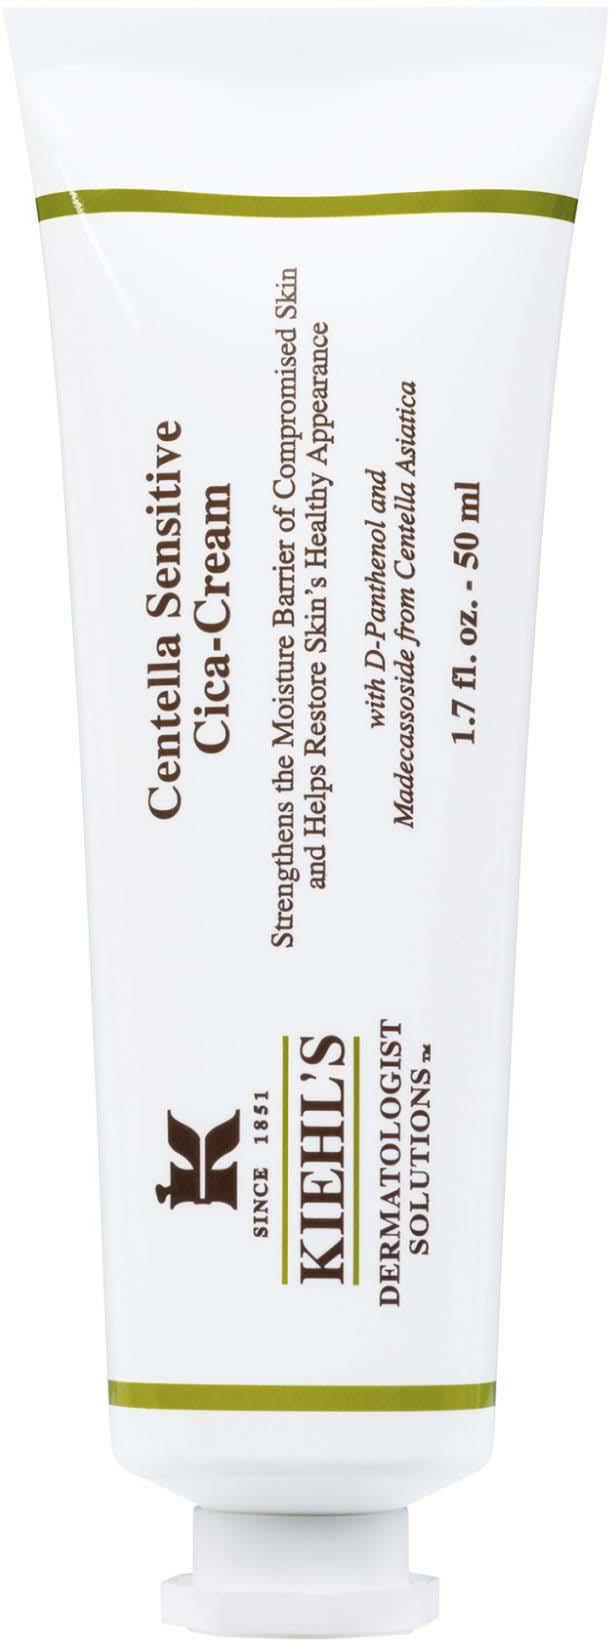 SINCE 1851
KIEHL'S
DERMATOLOGIST
SOLUTIONS™
Centella Sensitive
Cica-Cream
Strengthens the Moisture Barrier of Compromised Skin
and Helps Restore Skin's Healthy Appearance
with D-Panthenol and
Madecassoside from Centella Asiatica
1.7 fl. oz. - 50 ml